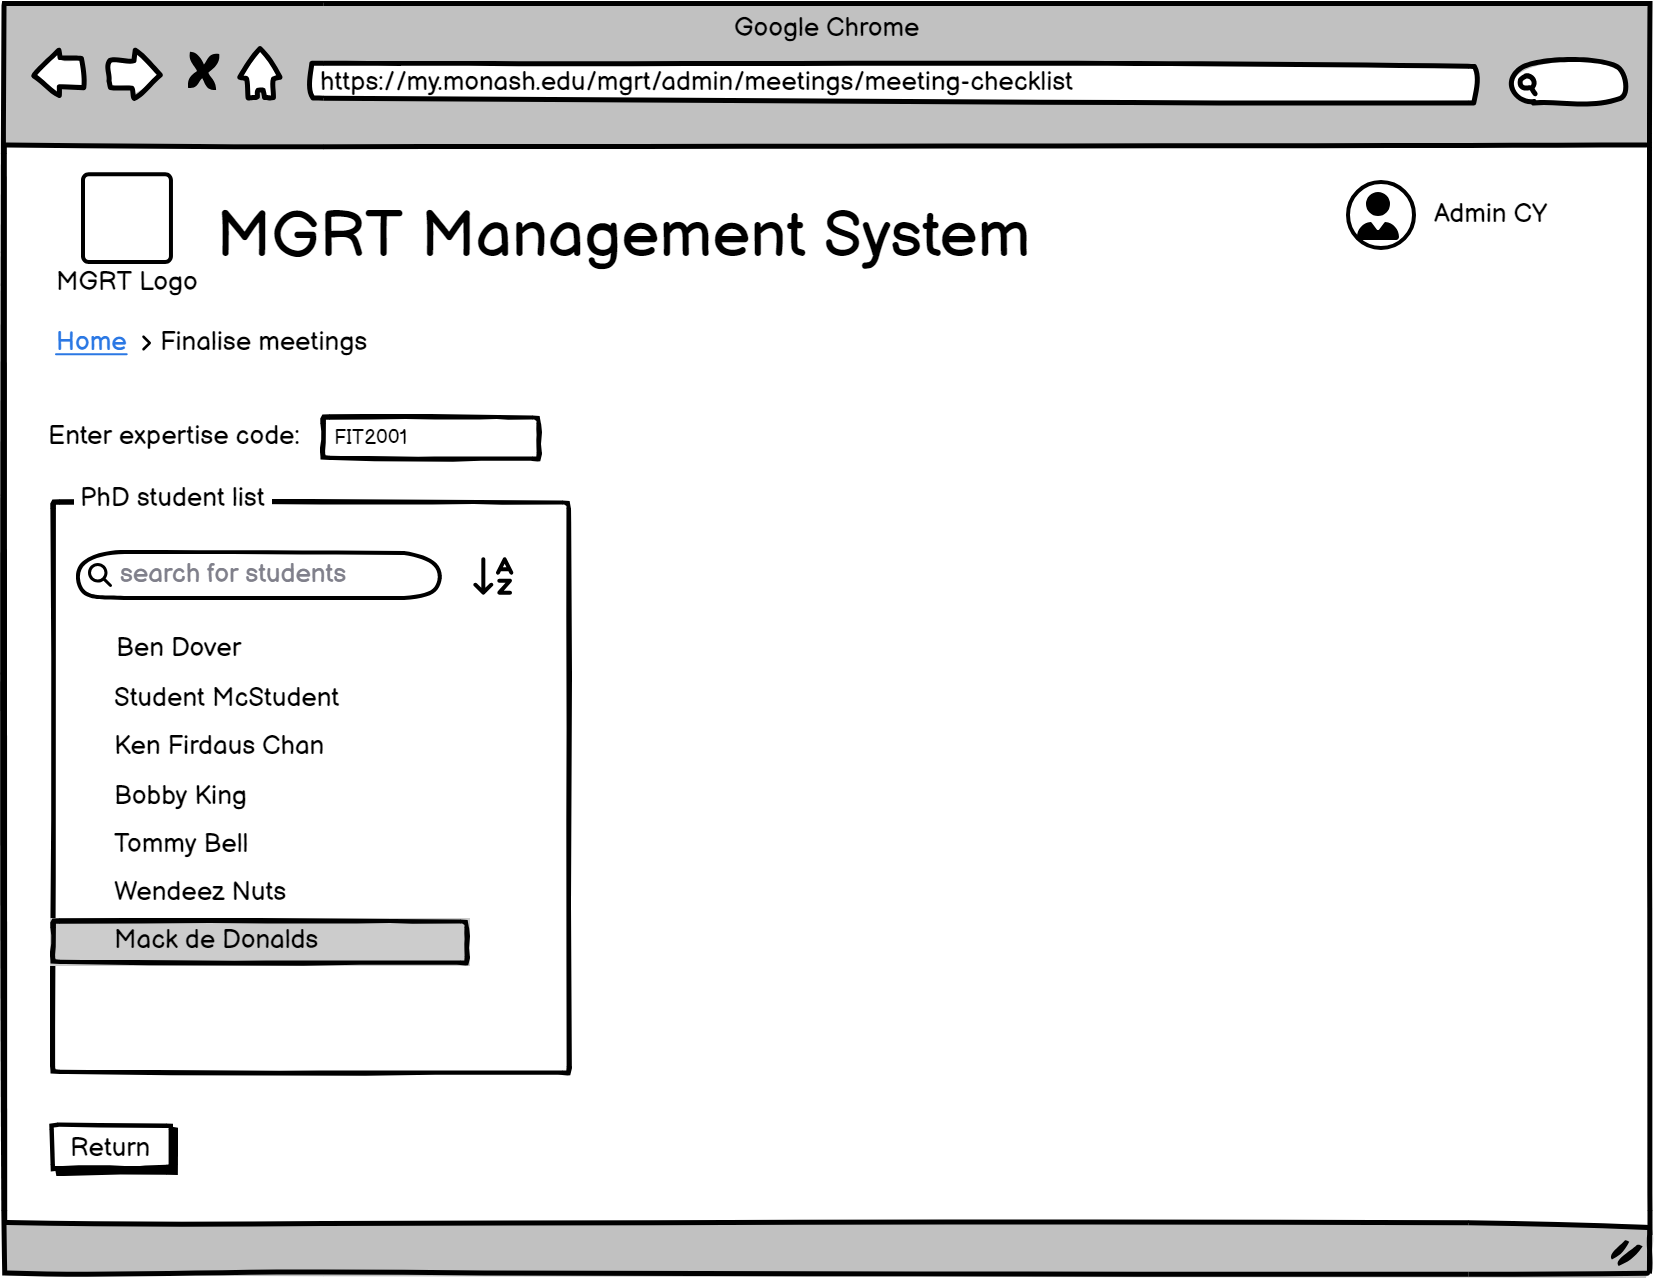 Google Chrome
https://my.monash.edu/mgrt/admin/meetings/meeting-checklist
MGRT Management System
Admin CY
MGRT Logo
Home > Finalise meetings
Enter expertise code: FIT2001
PhD student list
search for students
A
Z
Ben Dover
Student McStudent
Ken Firdaus Chan
Bobby King
Tommy Bell
Wendeez Nuts
Mack de Donalds
Return